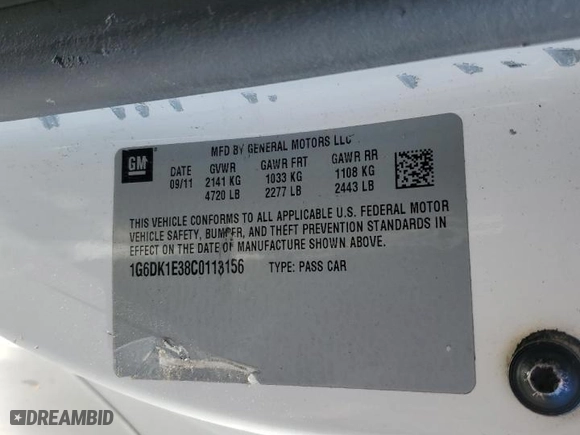 GM
MFD BY GENERAL MOTORS LLC
DATE GVWR GAWR FRT GAWR RR
09/11 2141 KG 1033 KG 1108 KG
4720 LB 2277 LB 2443 LB
THIS VEHICLE CONFORMS TO ALL APPLICABLE U.S. FEDERAL MOTOR
VEHICLE SAFETY, BUMPER, AND THEFT PREVENTION STANDARDS IN
EFFECT ON THE DATE OF MANUFACTURE SHOWN ABOVE.
1G6DK1E38C0113156 TYPE: PASS CAR
DREAMBID